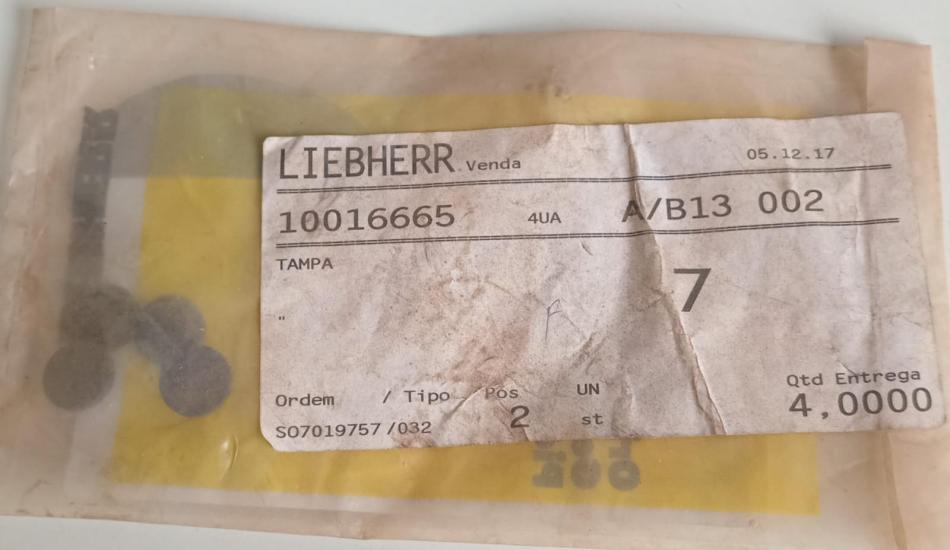 LIEBHERR Venda 05.12.17
10016665 4UA A/B13 002
TAMPA
7
"
Ordem / Tipo Pos UN Qtd Entrega
SO7019757/032 2 st 4,0000